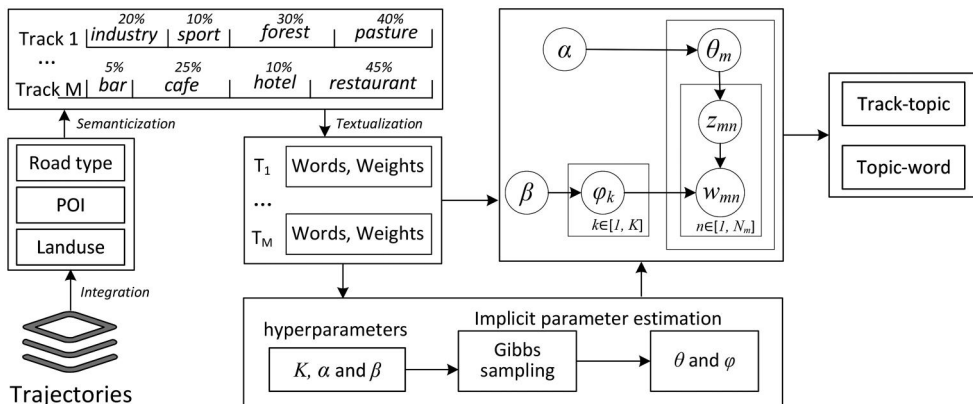 20% 10% 30% 40%
Track 1 industry sport forest pasture
...
5% 25% 10% 45%
Track M bar cafe hotel restaurant
Semanticization
Textualization
Road type
POI
Landuse
Integration
Trajectories
T1 Words, Weights
...
TM Words, Weights
α
θm
zmn
β
φk
wmn
k∈[1, K]
n∈[1, Nm]
Track-topic
Topic-word
hyperparameters
K, α and β
Implicit parameter estimation
Gibbs
sampling
θ and φ